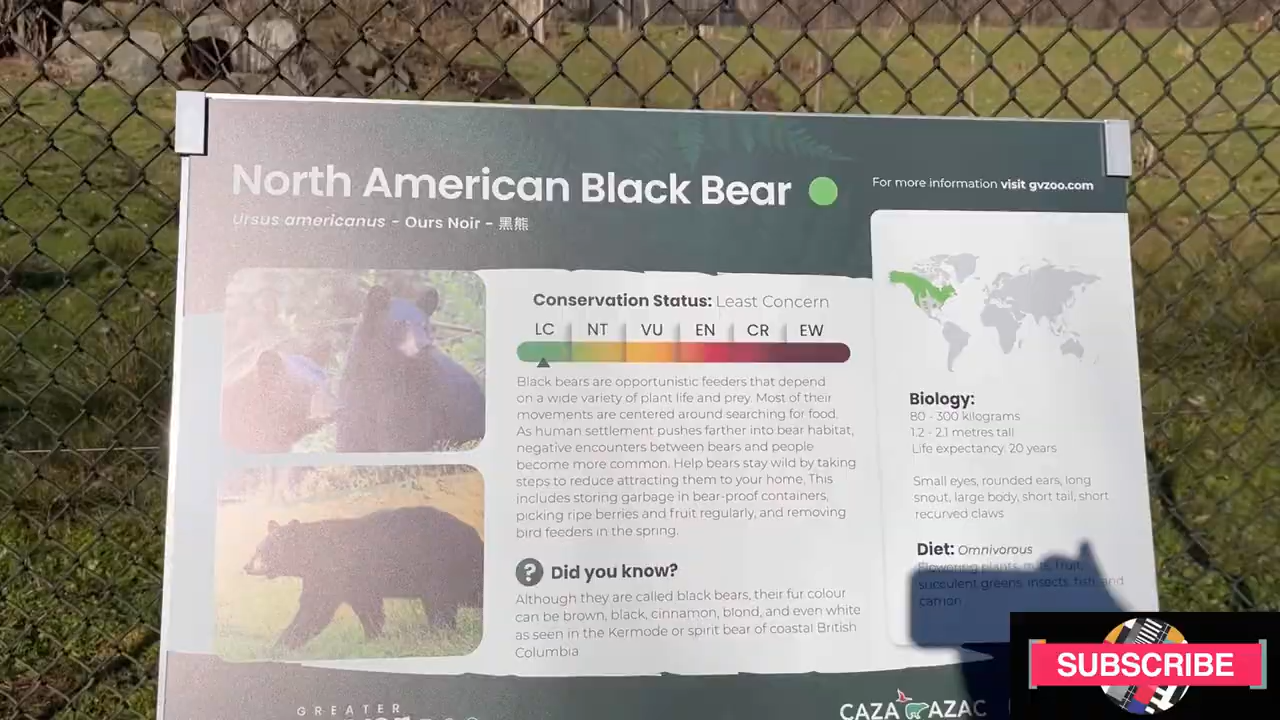 North American Black Bear
Ursus americanus - Ours Noir - 黑熊
For more information visit gvzoo.com
Conservation Status: Least Concern
LC NT VU EN CR EW
Black bears are opportunistic feeders that depend
on a wide variety of plant life and prey. Most of their
movements are centered around searching for food.
As human settlement pushes farther into bear habitat,
negative encounters between bears and people
become more common. Help bears stay wild by taking
steps to reduce attracting them to your home. This
includes storing garbage in bear-proof containers,
picking ripe berries and fruit regularly, and removing
bird feeders in the spring.
? Did you know?
Although they are called black bears, their fur colour
can be brown, black, cinnamon, blond, and even white
as seen in the Kermode or spirit bear of coastal British
Columbia
Biology:
80 - 300 kilograms
1.2 - 2.1 metres tall
Life expectancy: 20 years
Small eyes, rounded ears, long
snout, large body, short tail, short
recurved claws
Diet: Omnivorous
Flowering plants, nuts, fruit,
succulent greens, insects, fish, and
carrion
GREATER
CAZA AZAC
SUBSCRIBE